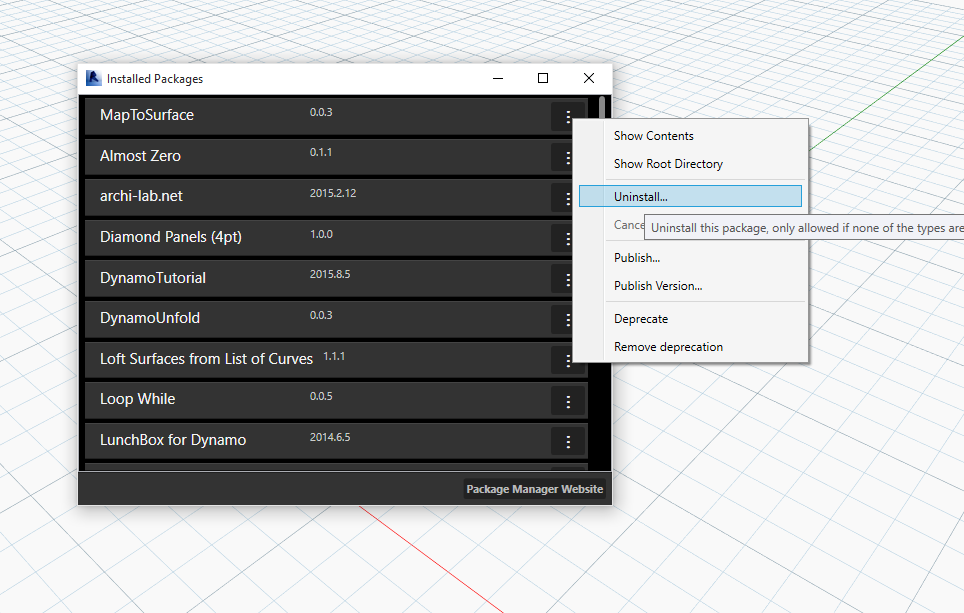 Installed Packages
MapToSurface 0.0.3
Almost Zero 0.1.1
archi-lab.net 2015.2.12
Diamond Panels (4pt) 1.0.0
DynamoTutorial 2015.8.5
DynamoUnfold 0.0.3
Loft Surfaces from List of Curves 1.1.1
Loop While 0.0.5
LunchBox for Dynamo 2014.6.5
Package Manager Website
Show Contents
Show Root Directory
Uninstall...
Cance
Uninstall this package, only allowed if none of the types are
Publish...
Publish Version...
Deprecate
Remove deprecation